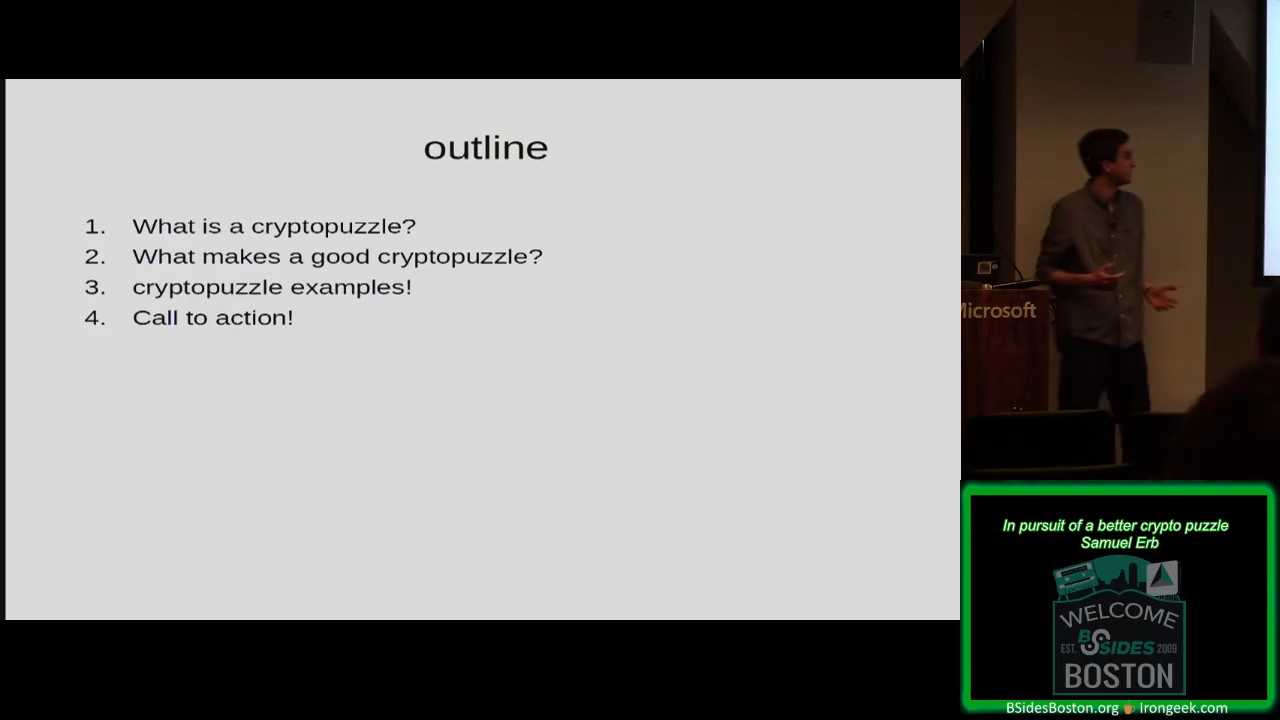 outline
1. What is a cryptopuzzle?
2. What makes a good cryptopuzzle?
3. cryptopuzzle examples!
4. Call to action!
Microsoft
In pursuit of a better crypto puzzle
Samuel Erb
WELCOME
EST. BSIDES 2009
BOSTON
BSidesBoston.org Irongeek.com